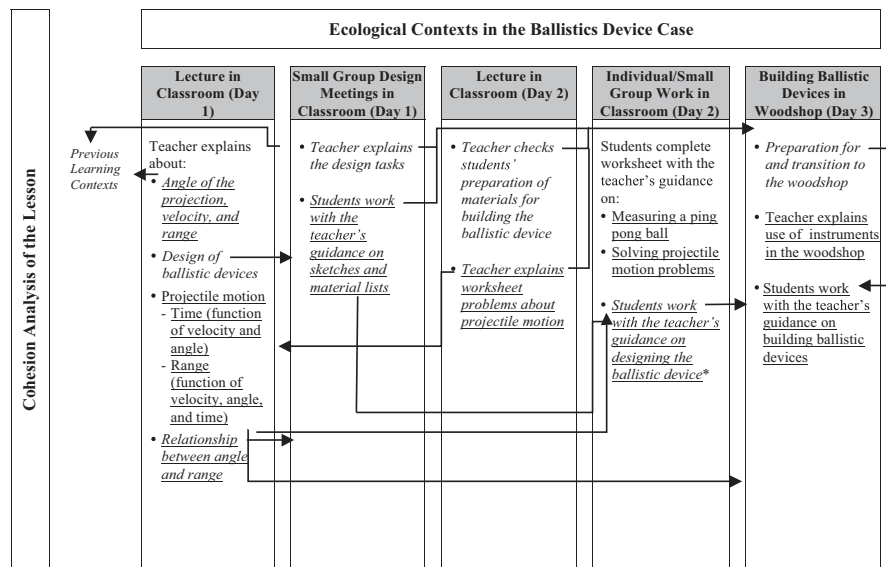 Ecological Contexts in the Ballistics Device Case
Cohesion Analysis of the Lesson
Previous
Learning
Contexts
Lecture in
Classroom (Day
1)
Teacher explains
about:
• Angle of the
projection,
velocity, and
range
• Design of
ballistic devices
• Projectile motion
- Time (function
of velocity and
angle)
- Range
(function of
velocity, angle,
and time)
• Relationship
between angle
and range
Small Group Design
Meetings in
Classroom (Day 1)
• Teacher explains
the design tasks
• Students work
with the
teacher's
guidance on
sketches and
material lists
Lecture in
Classroom (Day 2)
• Teacher checks
students'
preparation of
materials for
building the
ballistic device
• Teacher explains
worksheet
problems about
projectile motion
Individual/Small
Group Work in
Classroom (Day 2)
Students complete
worksheet with the
teacher's guidance
on:
• Measuring a ping
pong ball
• Solving projectile
motion problems
• Students work
with the teacher's
guidance on
designing the
ballistic device*
Building Ballistic
Devices in
Woodshop (Day 3)
• Preparation for
and transition to
the woodshop
• Teacher explains
use of instruments
in the woodshop
• Students work
with the teacher's
guidance on
building ballistic
devices